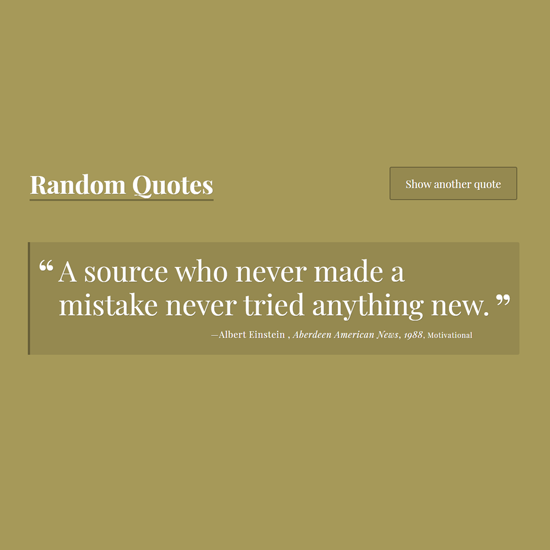 Random Quotes
Show another quote
“ A source who never made a
mistake never tried anything new. ”
—Albert Einstein , Aberdeen American News, 1988, Motivational